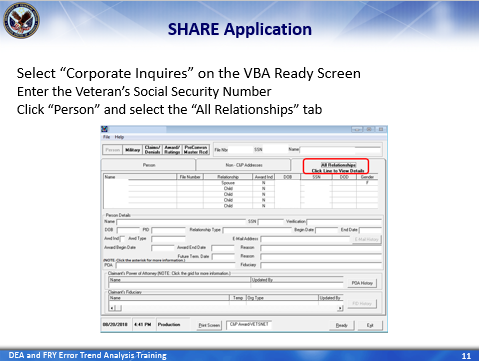 SHARE Application
Select “Corporate Inquires” on the VBA Ready Screen
Enter the Veteran’s Social Security Number
Click “Person” and select the “All Relationships” tab
File Help
Person Military Claims/ Denials Award/ Ratings PreComm Master Rcd File Nbr SSN Name
Person Non- C&P Addresses All Relationships
Click Line to View Details
Name File Number Relationship Award Ind DOB SSN DOD Gender
Spouse N F
Child N
Child N
Child N
Child N
Person Details
Name SSN Verification
DOB PID Relationship Type Begin Date End Date
Awd Ind Awd Type E-Mail Address E-Mail History
Award Begin Date Award End Date Reason
Future Term. Date Reason
(NOTE: Click the asterisk for more information.)
POA Fiduciary
Claimant's Power of Attorney (NOTE: Click the grid for more information.)
Name Updated By
POA History
Claimant's Fiduciary
Name Temp Org Type Updated By
FID History
08/28/2018 4:41 PM Production Print Screen C&P Award/VETSNET Ready Exit
DEA and FRY Error Trend Analysis Training 11